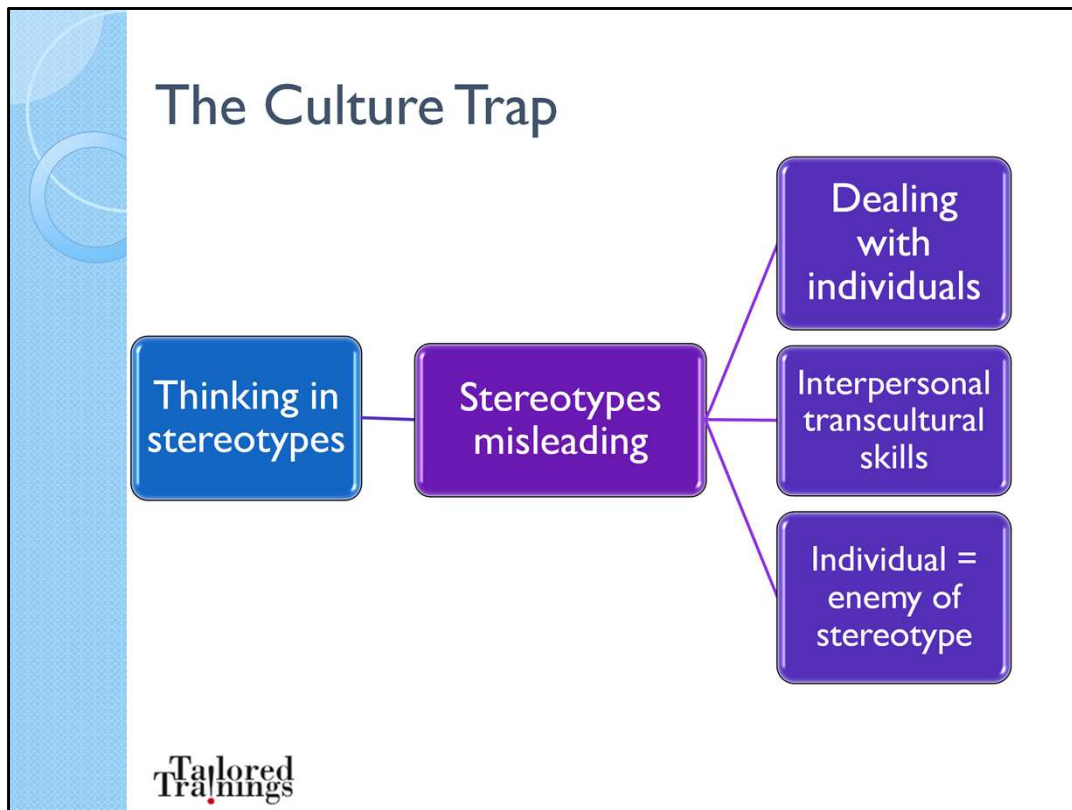 The Culture Trap
Thinking in
stereotypes
Stereotypes
misleading
Dealing
with
individuals
Interpersonal
transcultural
skills
Individual =
enemy of
stereotype
Tailored
Trainings